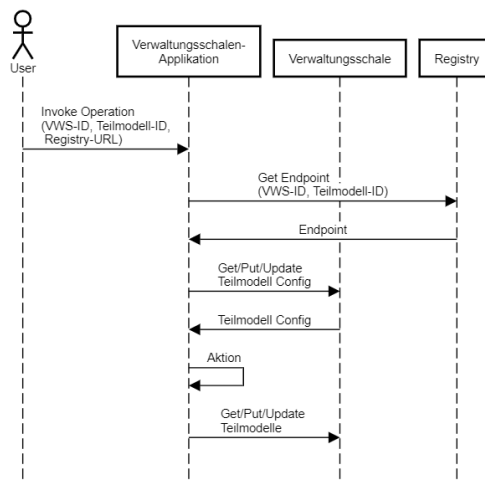 Verwaltungsschalen-
Applikation
Verwaltungsschale
Registry
User
Invoke Operation
(VWS-ID, Teilmodell-ID,
Registry-URL)
Get Endpoint
(VWS-ID, Teilmodell-ID)
Endpoint
Get/Put/Update
Teilmodell Config
Teilmodell Config
Aktion
Get/Put/Update
Teilmodelle